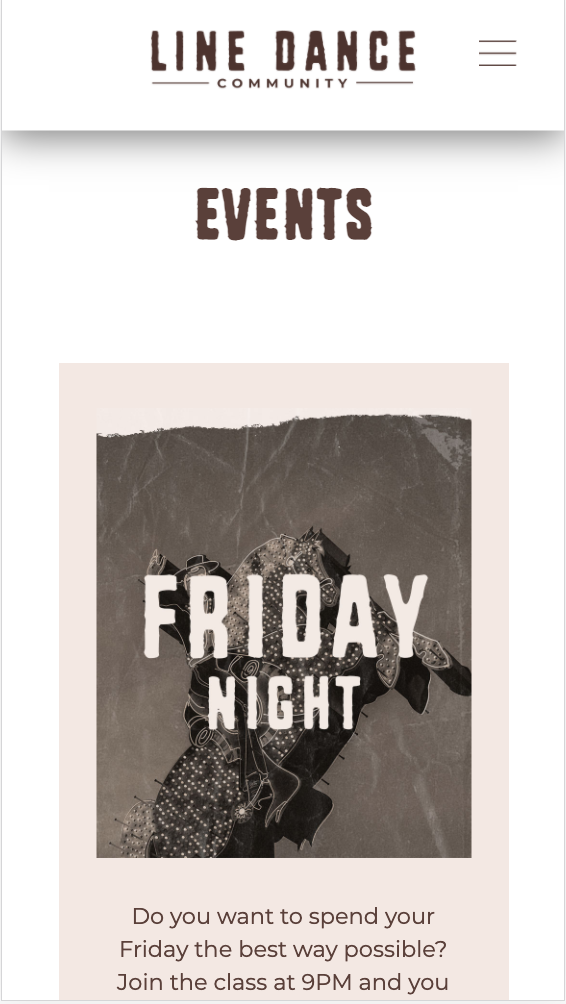 LINE DANCE
COMMUNITY
EVENTS
FRIDAY
NIGHT
Do you want to spend your
Friday the best way possible?
Join the class at 9PM and you